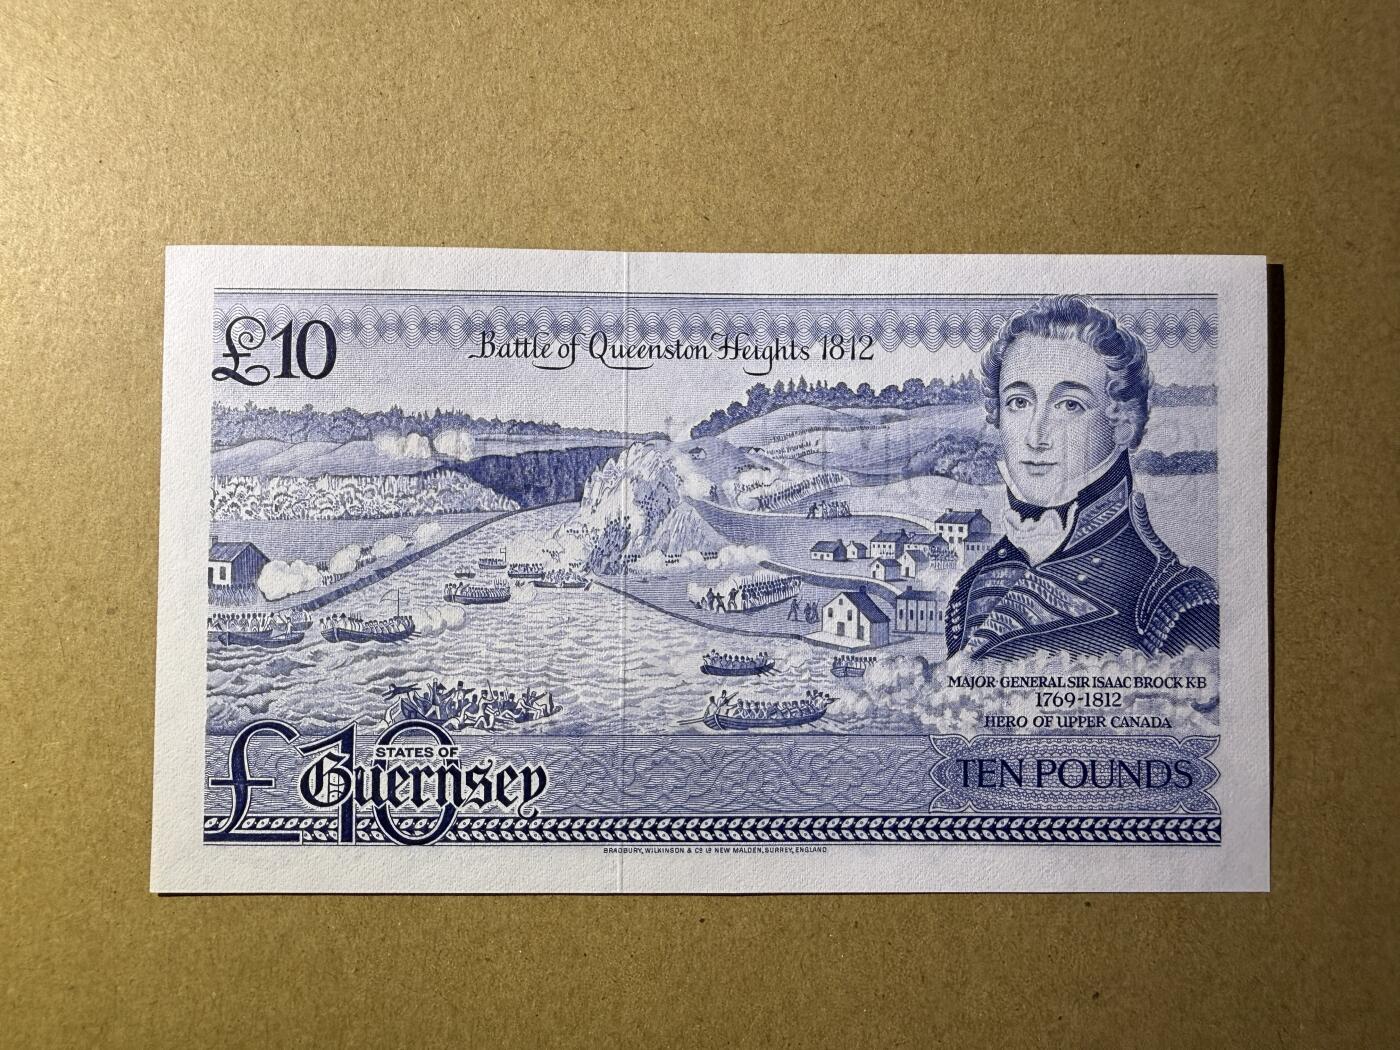 £10
Battle of Queenston Heights 1812
MAJOR GENERAL SIR ISAAC BROCK KB
1769-1812
HERO OF UPPER CANADA
£10
STATES OF
Guernsey
TEN POUNDS
BRADBURY, WILKINSON & Cº Lᴰ NEW MALDEN, SURREY, ENGLAND